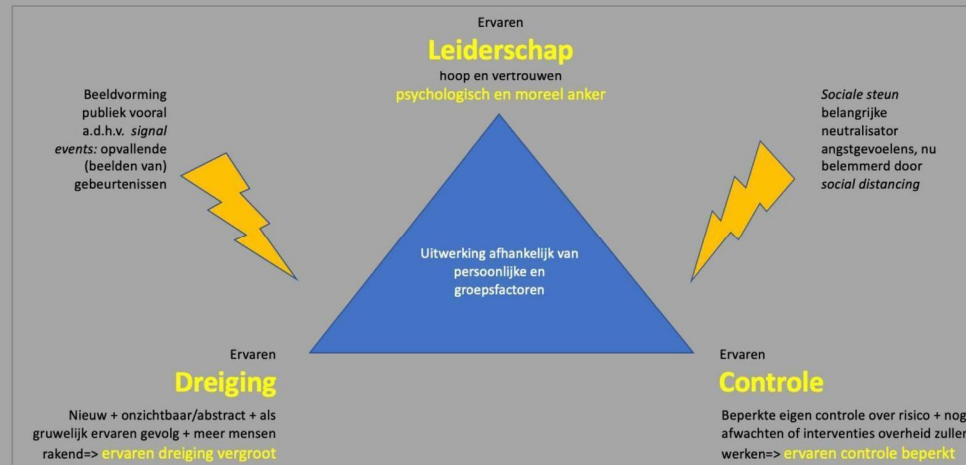 Ervaren
Leiderschap
hoop en vertrouwen
psychologisch en moreel anker
Beeldvorming
publiek vooral
a.d.h.v. signal
events: opvallende
(beelden van)
gebeurtenissen
Sociale steun
belangrijke
neutralisator
angstgevoelens, nu
belemmerd door
social distancing
Uitwerking afhankelijk van
persoonlijke en
groepsfactoren
Ervaren
Dreiging
Nieuw + onzichtbaar/abstract + als
gruwelijk ervaren gevolg + meer mensen
rakend=> ervaren dreiging vergroot
Ervaren
Controle
Beperkte eigen controle over risico + nog
afwachten of interventies overheid zullen
werken=> ervaren controle beperkt